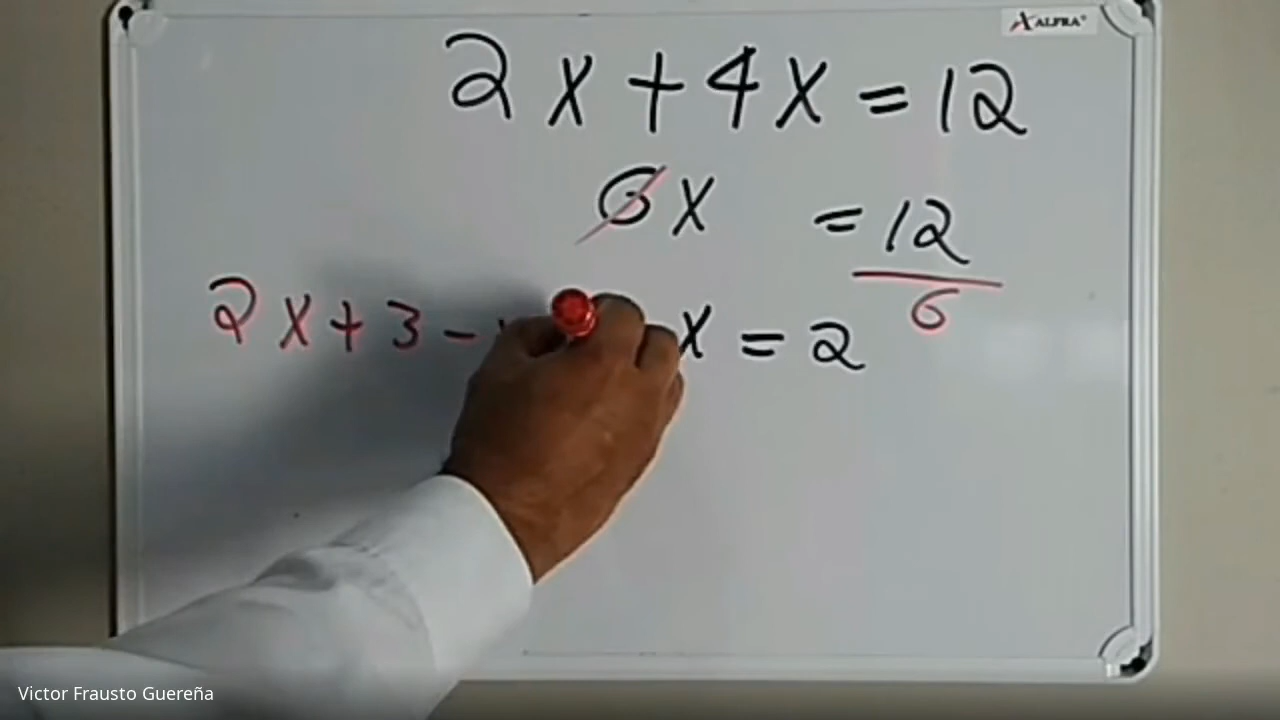 ALFRA
2x+4x=12
6x =12
6
2x+3- x=2
Victor Frausto Guereña